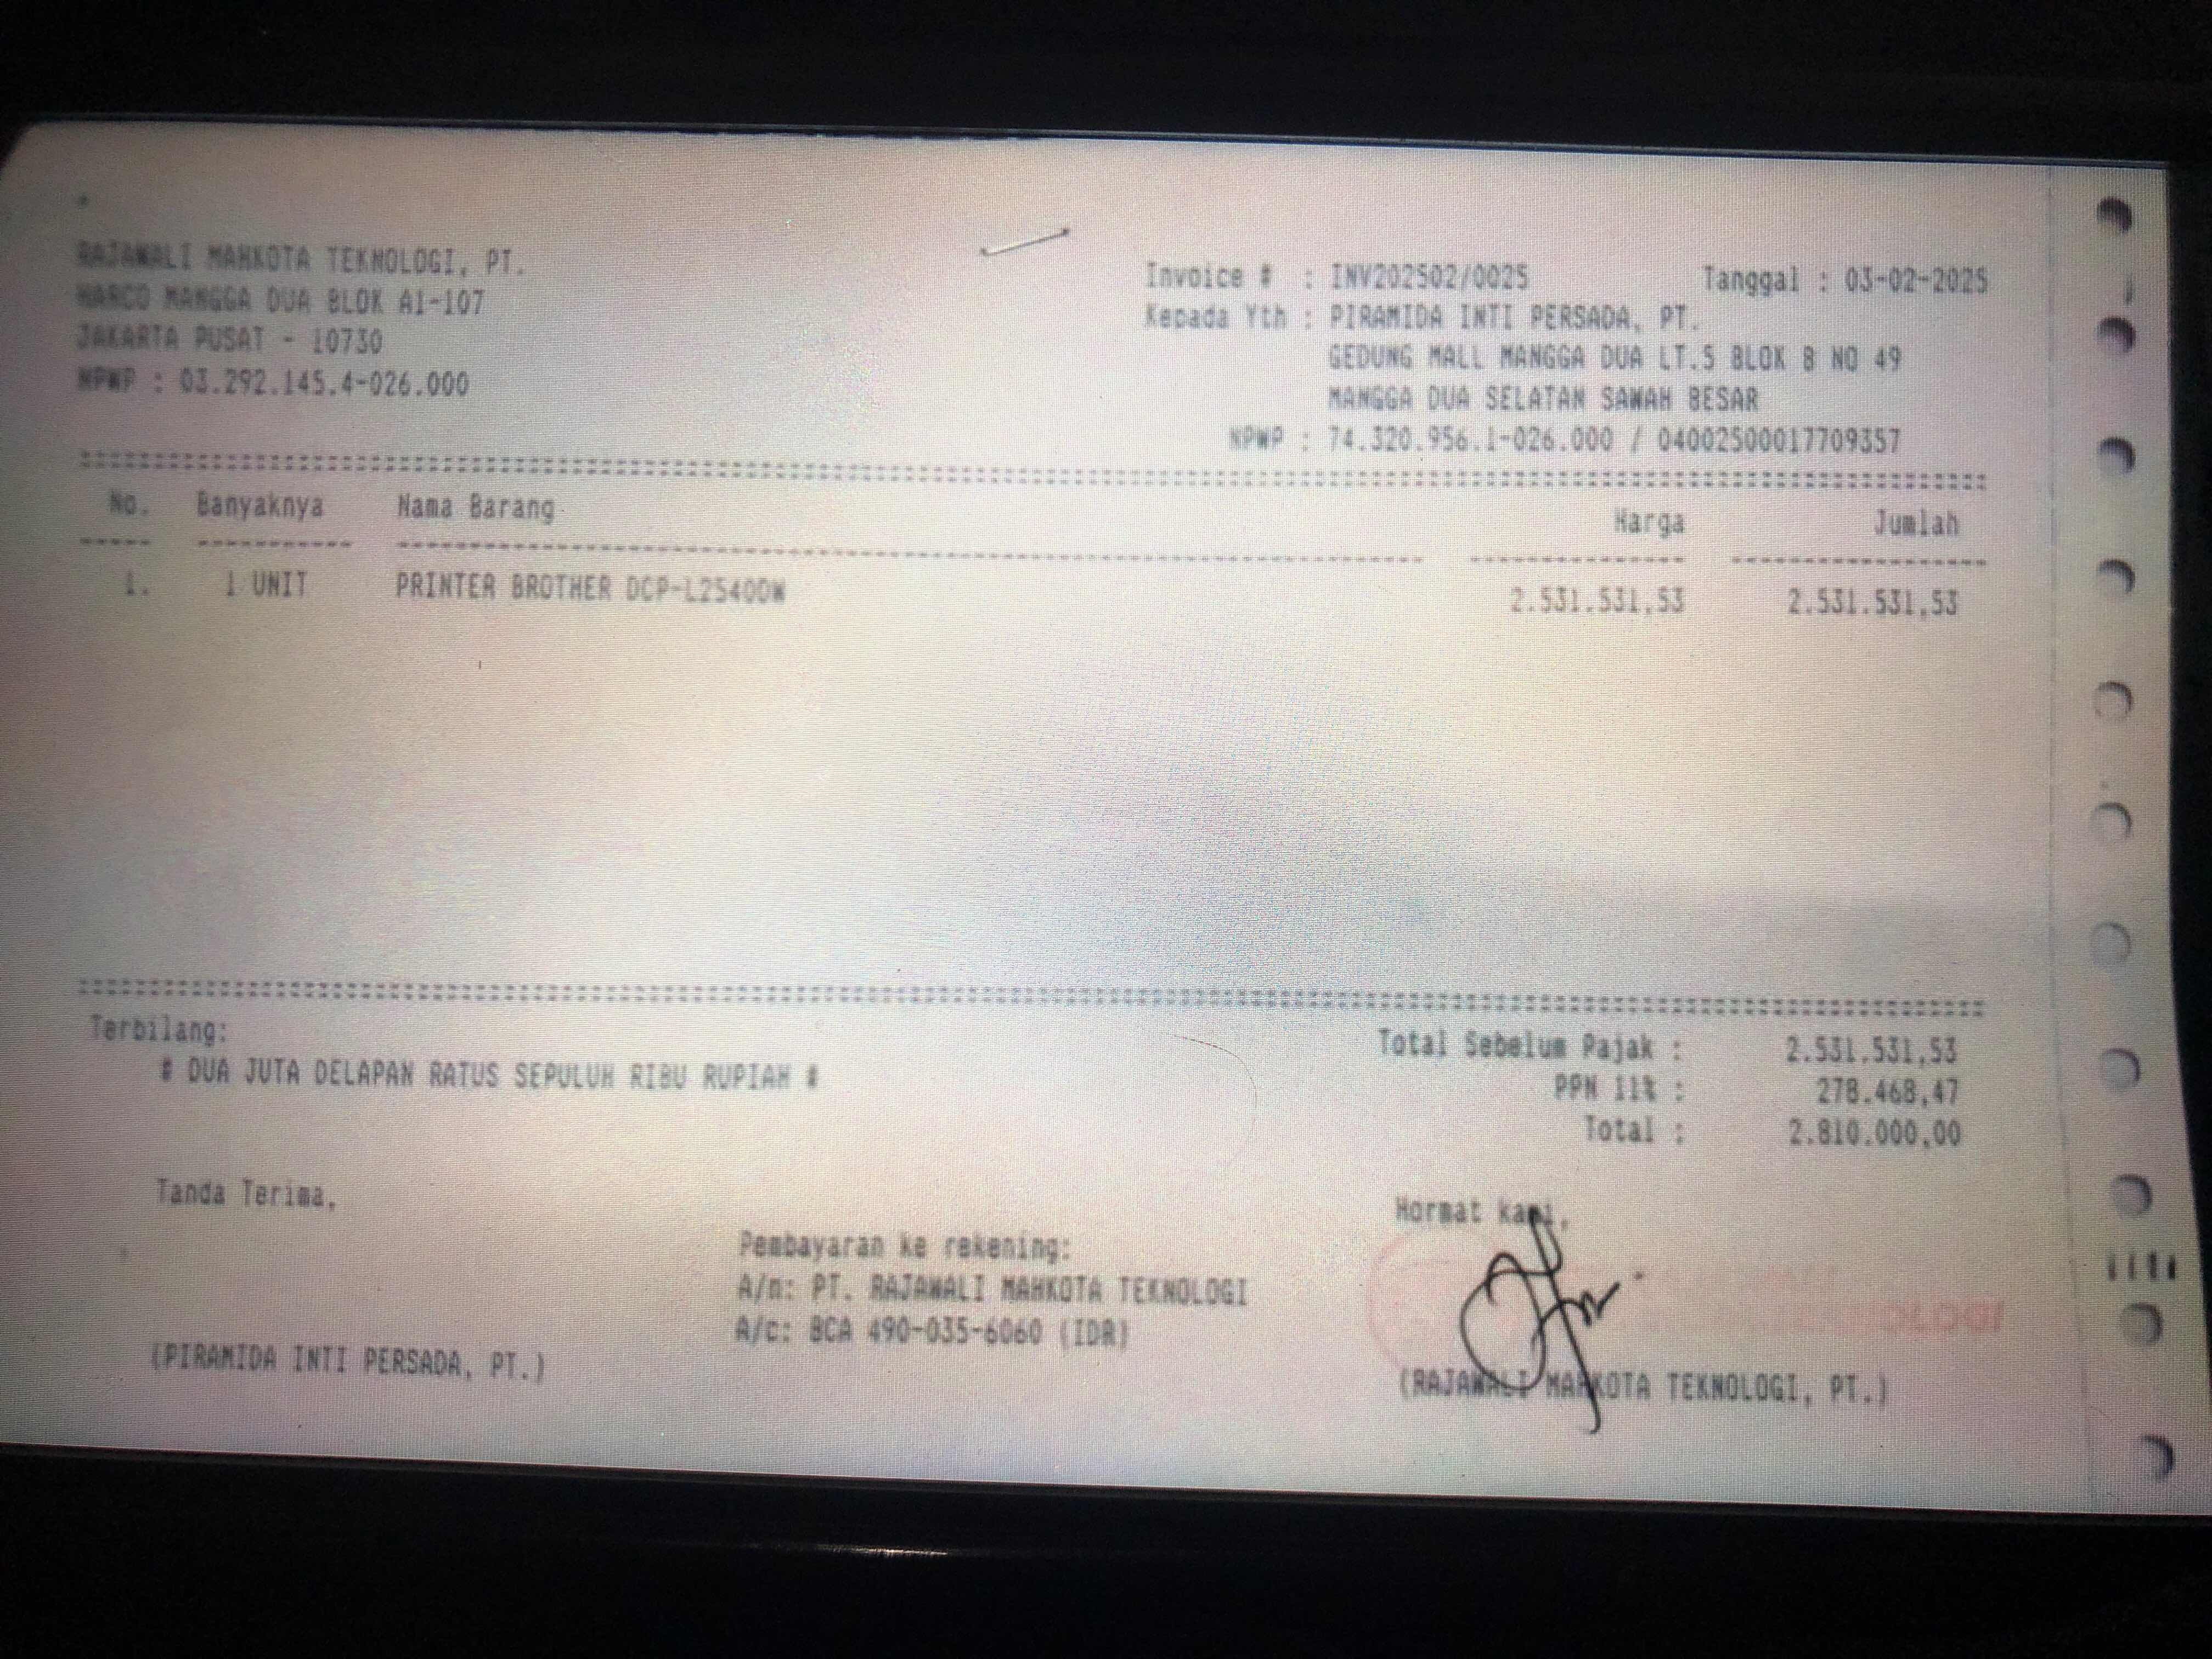 RAJAWALI MAHKOTA TEKNOLOGI, PT.
HARCO MANGGA DUA BLOK A1-107
JAKARTA PUSAT - 10730
NPWP : 03.292.145.4-026.000
Invoice # : INV202502/0025 Tanggal : 03-02-2025
Kepada Yth : PIRAMIDA INTI PERSADA, PT.
GEDUNG MALL MANGGA DUA LT.5 BLOK B NO 49
MANGGA DUA SELATAN SAWAH BESAR
NPWP : 74.320.956.1-026.000 / 04002500017709357
No. Banyaknya Nama Barang Harga Jumlah
1. 1 UNIT PRINTER BROTHER DCP-L2540DW 2.531.531,53 2.531.531,53
Terbilang:
# DUA JUTA DELAPAN RATUS SEPULUH RIBU RUPIAH #
Total Sebelum Pajak : 2.531.531,53
PPN 11% : 278.468,47
Total : 2.810.000,00
Tanda Terima,
(PIRAMIDA INTI PERSADA, PT.)
Pembayaran ke rekening:
A/n: PT. RAJAWALI MAHKOTA TEKNOLOGI
A/c: BCA 490-035-6060 (IDR)
Hormat kami,
(RAJAWALI MAHKOTA TEKNOLOGI, PT.)